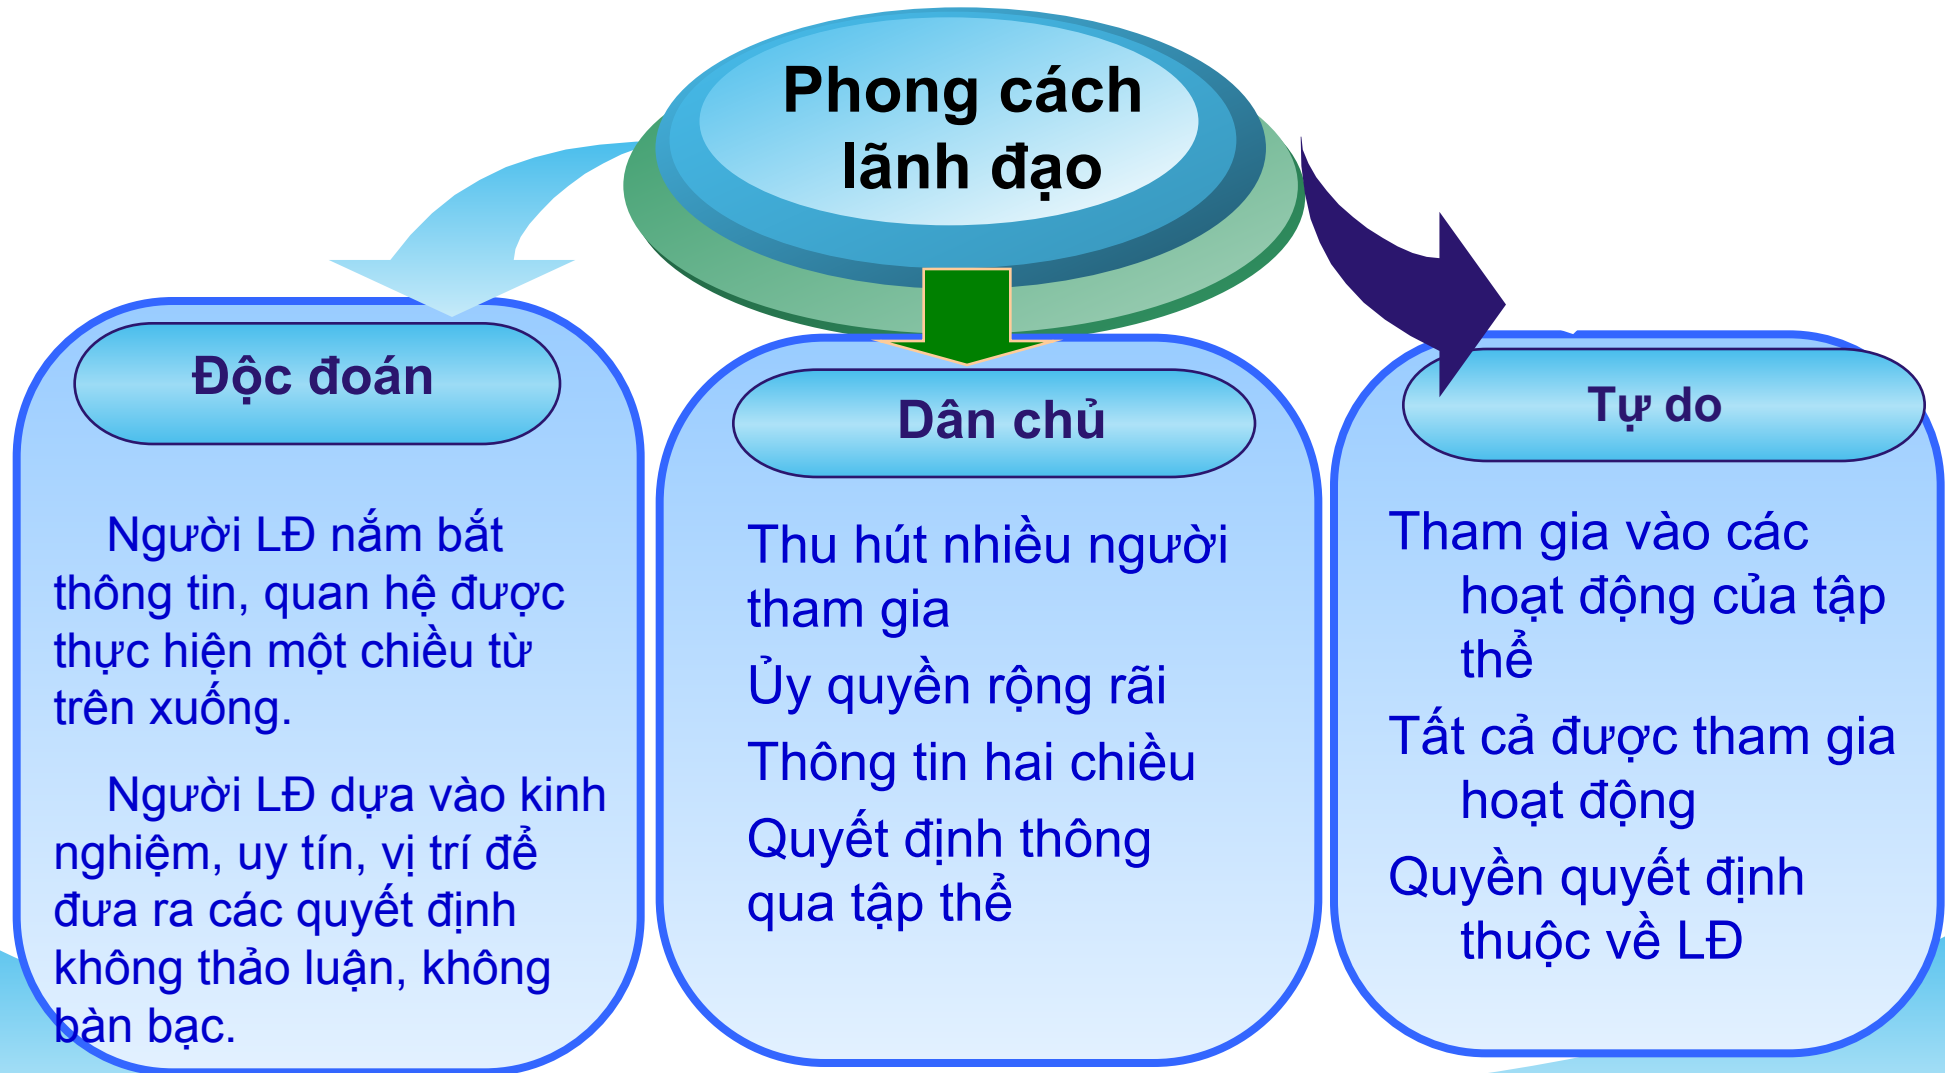 Phong cách
lãnh đạo
Độc đoán
Người LĐ nắm bắt
thông tin, quan hệ được
thực hiện một chiều từ
trên xuống.
Người LĐ dựa vào kinh
nghiệm, uy tín, vị trí để
đưa ra các quyết định
không thảo luận, không
bàn bạc.
Dân chủ
Thu hút nhiều người
tham gia
Ủy quyền rộng rãi
Thông tin hai chiều
Quyết định thông
qua tập thể
Tự do
Tham gia vào các
hoạt động của tập
thể
Tất cả được tham gia
hoạt động
Quyền quyết định
thuộc về LĐ